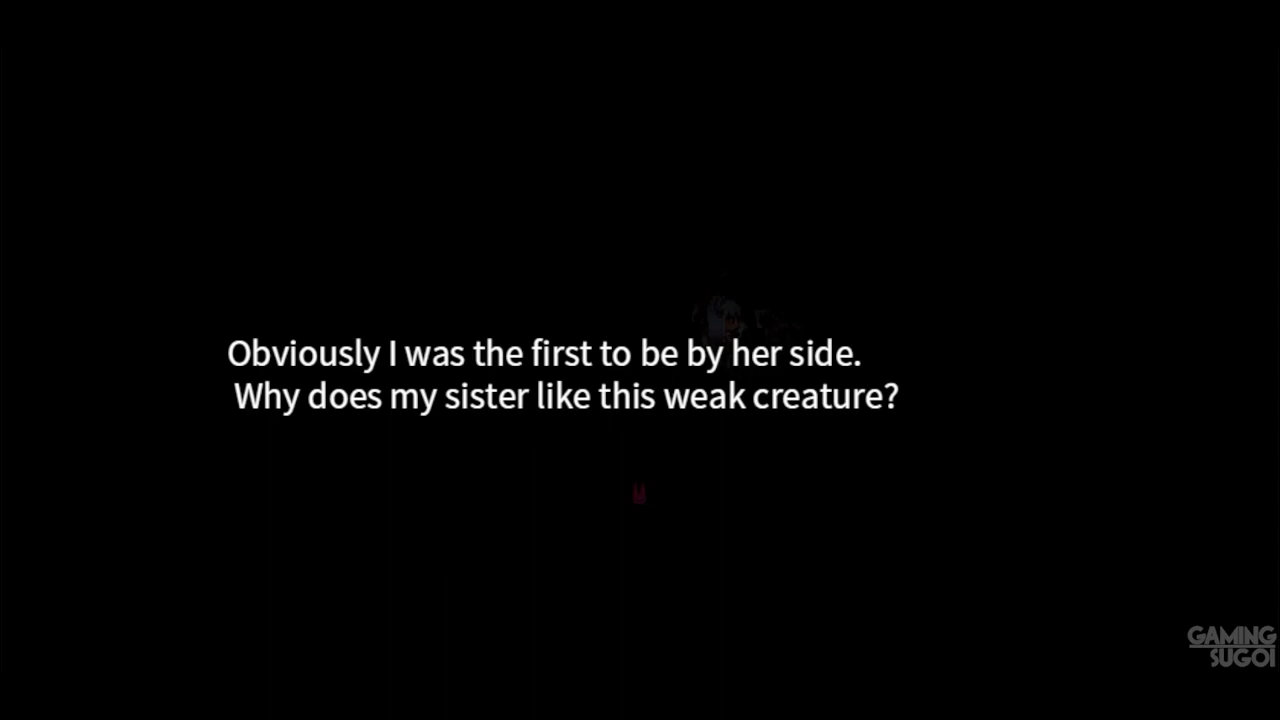 Obviously I was the first to be by her side.
Why does my sister like this weak creature?
GAMING
SUGOI